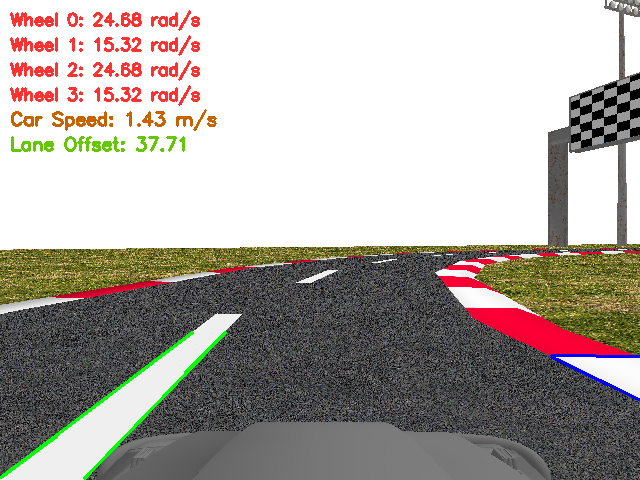 Wheel 0: 24.68 rad/s
Wheel 1: 15.32 rad/s
Wheel 2: 24.68 rad/s
Wheel 3: 15.32 rad/s
Car Speed: 1.43 m/s
Lane Offset: 37.71